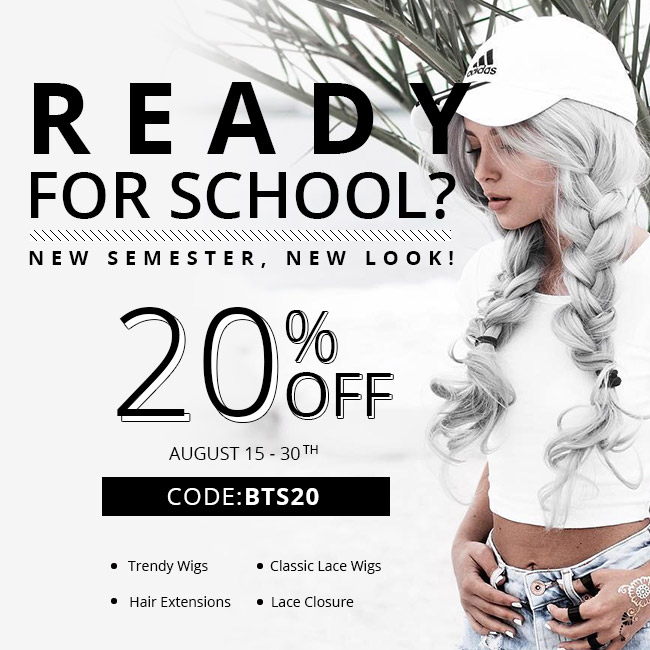 adidas
READY
FOR SCHOOL?
NEW SEMESTER, NEW LOOK!
20% OFF
AUGUST 15 - 30TH
CODE:BTS20
• Trendy Wigs
• Classic Lace Wigs
• Hair Extensions
• Lace Closure